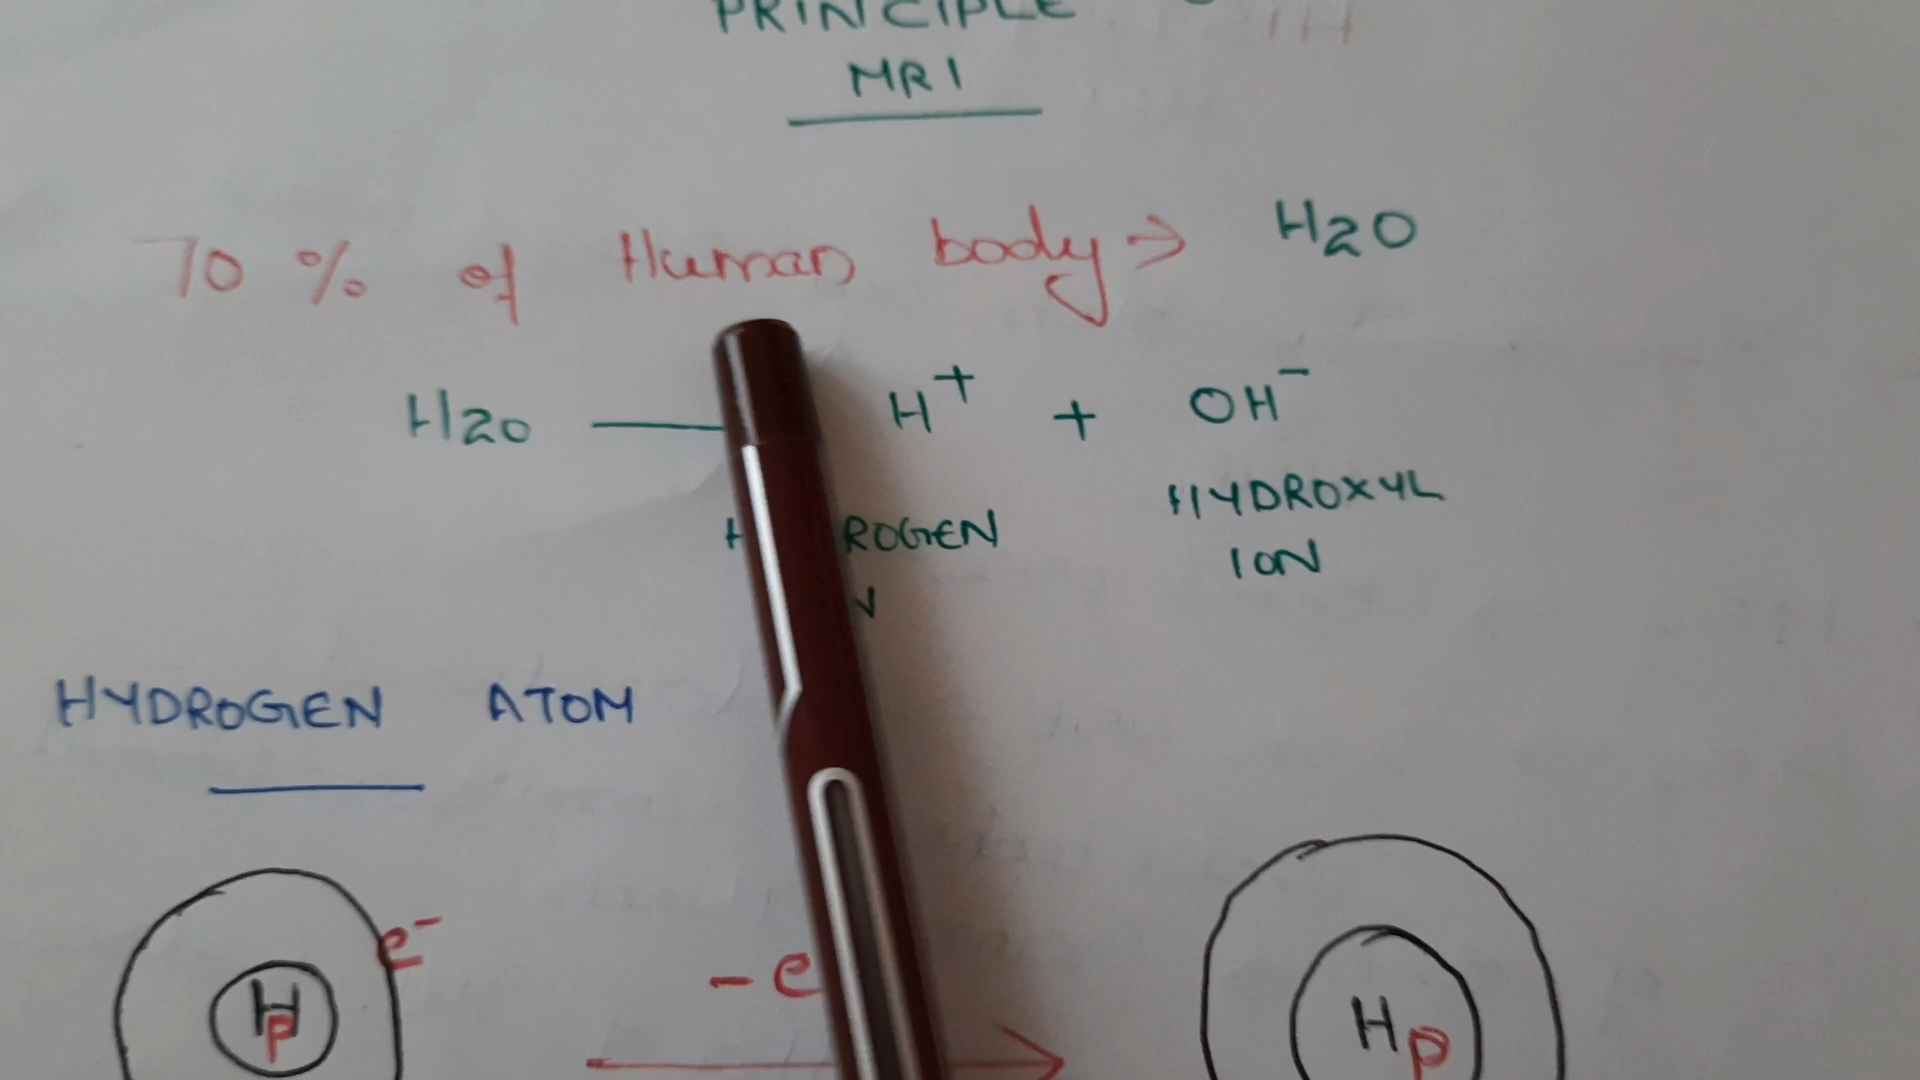 PRINCIPLE
MRI
70 % of Human body → H2O
H2O — H⁺ + OH⁻
ROGEN HYDROXYL
N ION
HYDROGEN ATOM
e⁻
- e
H H
P P